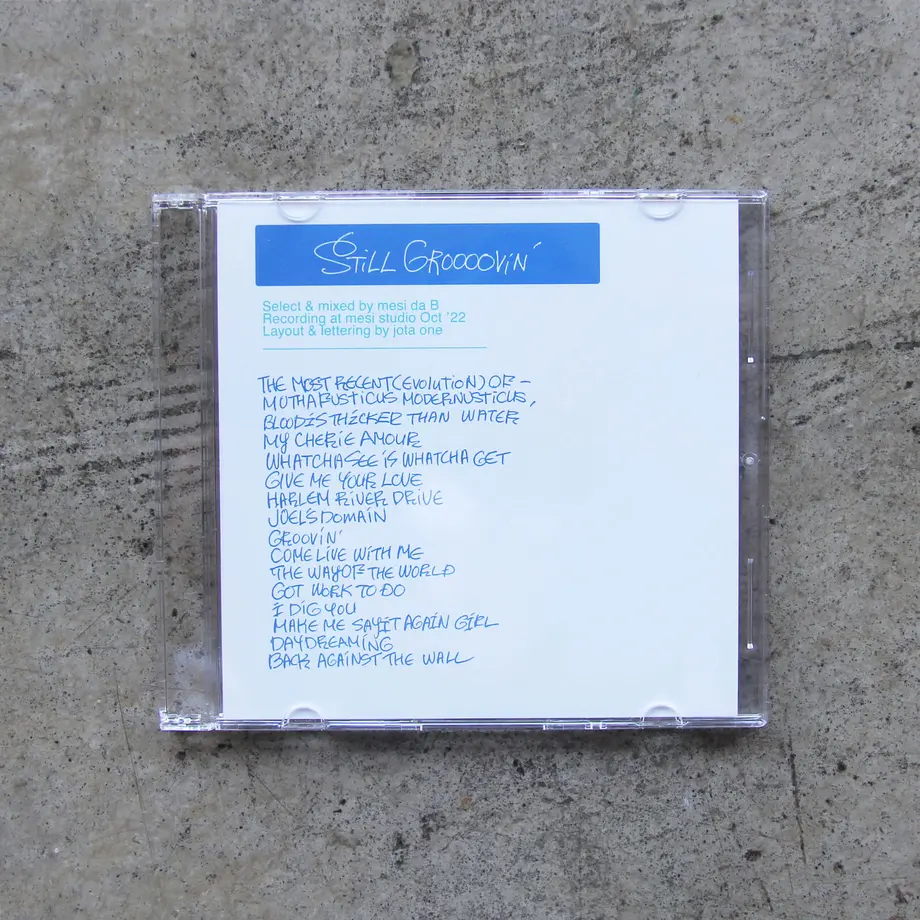 STiLL GROOOOViN'
Select & mixed by mesi da B
Recording at mesi studio Oct '22
Layout & lettering by jota one
THE MOST RECENT(EVOLUTiON) OF –
MUTHAFUSTICUS MODERNUSTICUS,
BLOOD IS THICKER THAN WATER
MY CHERiE AMOUR
WHATCHA SEE iS WHATCHA GET
GIVE ME YOUR LOVE
HARLEM RiVER DRiVE
JOEL'S DOMAiN
GROOViN'
COME LiVE WiTH ME
THE WAY OF THE WORLD
GOT WORK TO DO
i DiG YOU
MAKE ME SAY iT AGAiN GiRL
DAYDREAMiNG
BACK AGAiNST THE WALL